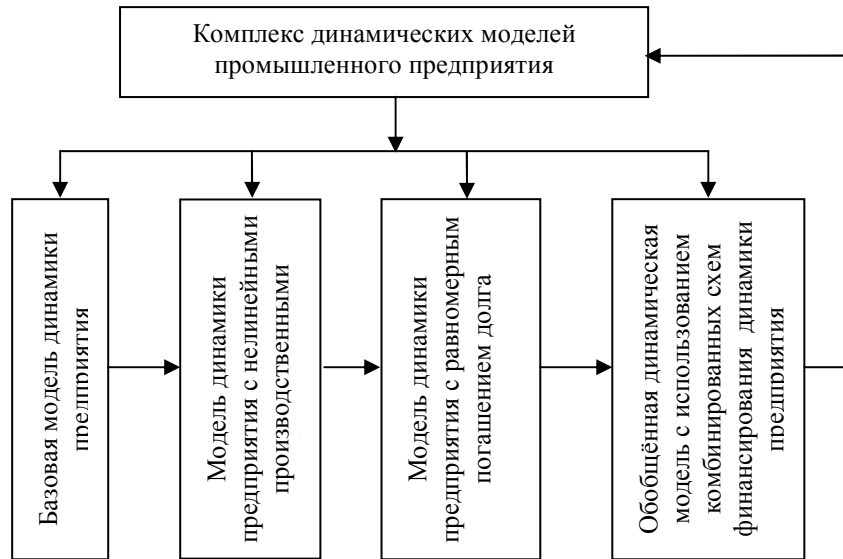 Комплекс динамических моделей
промышленного предприятия
Базовая модель динамики
предприятия
Модель динамики
предприятия с нелинейными
производственными
Модель динамики
предприятия с равномерным
погашением долга
Обобщённая динамическая
модель с использованием
комбинированных схем
финансирования динамики
предприятия